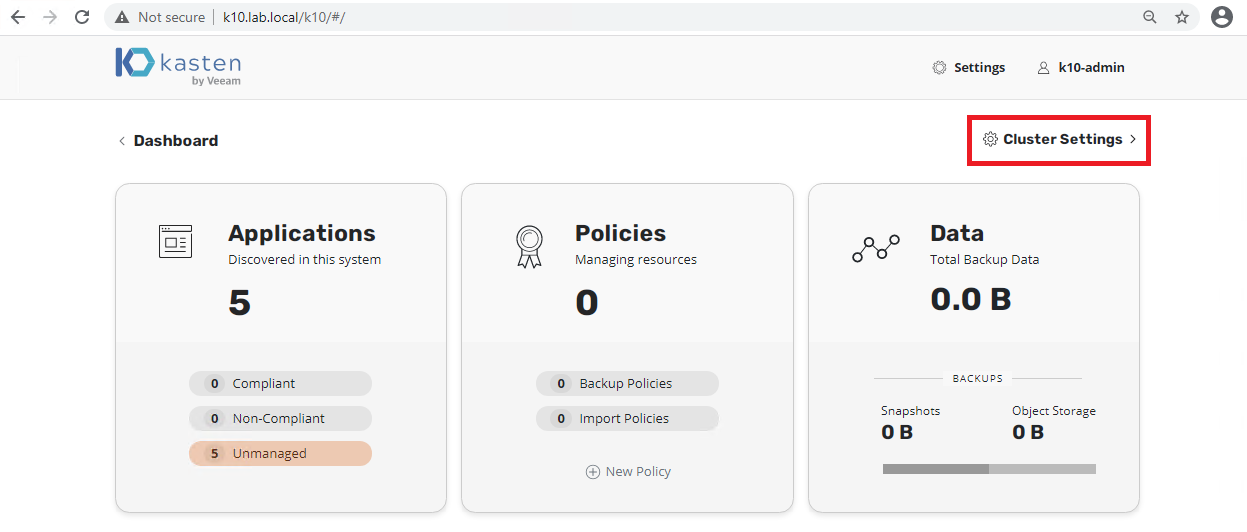 Not secure | k10.lab.local/k10/#/
kasten
by Veeam
Settings
k10-admin
< Dashboard
Cluster Settings >
Applications
Discovered in this system
5
0 Compliant
0 Non-Compliant
5 Unmanaged
Policies
Managing resources
0
0 Backup Policies
0 Import Policies
New Policy
Data
Total Backup Data
0.0 B
BACKUPS
Snapshots
0 B
Object Storage
0 B